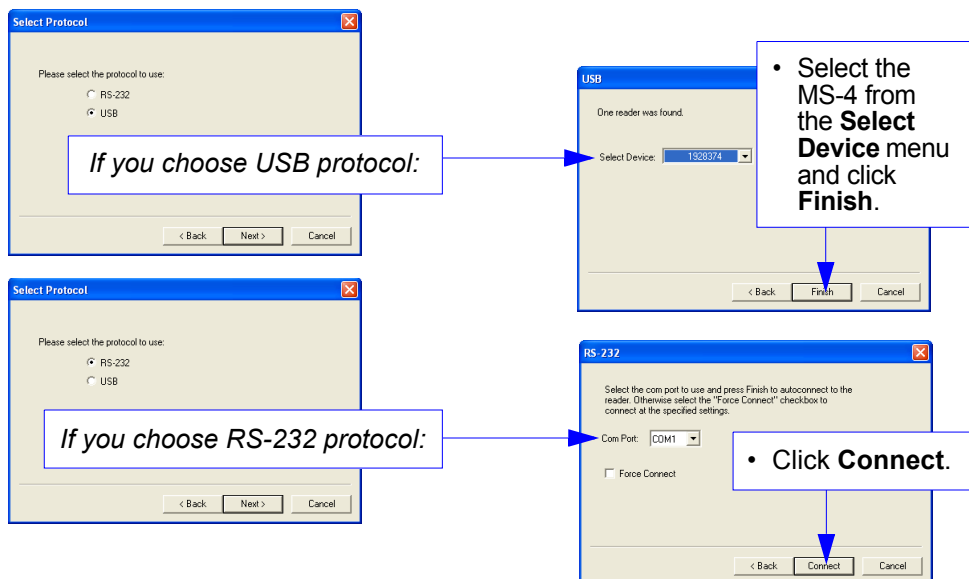 Select Protocol
Please select the protocol to use:
RS-232
USB
If you choose USB protocol:
< Back Next > Cancel
USB
One reader was found.
Select Device: 1928374
• Select the
MS-4 from
the Select
Device menu
and click
Finish.
< Back Finish Cancel
Select Protocol
Please select the protocol to use:
RS-232
USB
If you choose RS-232 protocol:
< Back Next > Cancel
RS-232
Select the com port to use and press Finish to autoconnect to the
reader. Otherwise select the "Force Connect" checkbox to
connect at the specified settings.
Com Port: COM1
Force Connect
• Click Connect.
< Back Connect Cancel